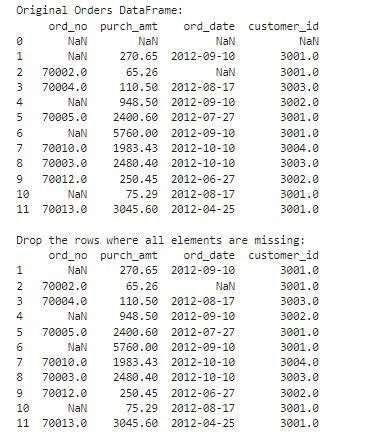 Original Orders DataFrame:
ord_no purch_amt ord_date customer_id
0 NaN NaN NaN NaN
1 NaN 270.65 2012-09-10 3001.0
2 70002.0 65.26 NaN 3001.0
3 70004.0 110.50 2012-08-17 3003.0
4 NaN 948.50 2012-09-10 3002.0
5 70005.0 2400.60 2012-07-27 3001.0
6 NaN 5760.00 2012-09-10 3001.0
7 70010.0 1983.43 2012-10-10 3004.0
8 70003.0 2480.40 2012-10-10 3003.0
9 70012.0 250.45 2012-06-27 3002.0
10 NaN 75.29 2012-08-17 3001.0
11 70013.0 3045.60 2012-04-25 3001.0
Drop the rows where all elements are missing:
ord_no purch_amt ord_date customer_id
1 NaN 270.65 2012-09-10 3001.0
2 70002.0 65.26 NaN 3001.0
3 70004.0 110.50 2012-08-17 3003.0
4 NaN 948.50 2012-09-10 3002.0
5 70005.0 2400.60 2012-07-27 3001.0
6 NaN 5760.00 2012-09-10 3001.0
7 70010.0 1983.43 2012-10-10 3004.0
8 70003.0 2480.40 2012-10-10 3003.0
9 70012.0 250.45 2012-06-27 3002.0
10 NaN 75.29 2012-08-17 3001.0
11 70013.0 3045.60 2012-04-25 3001.0